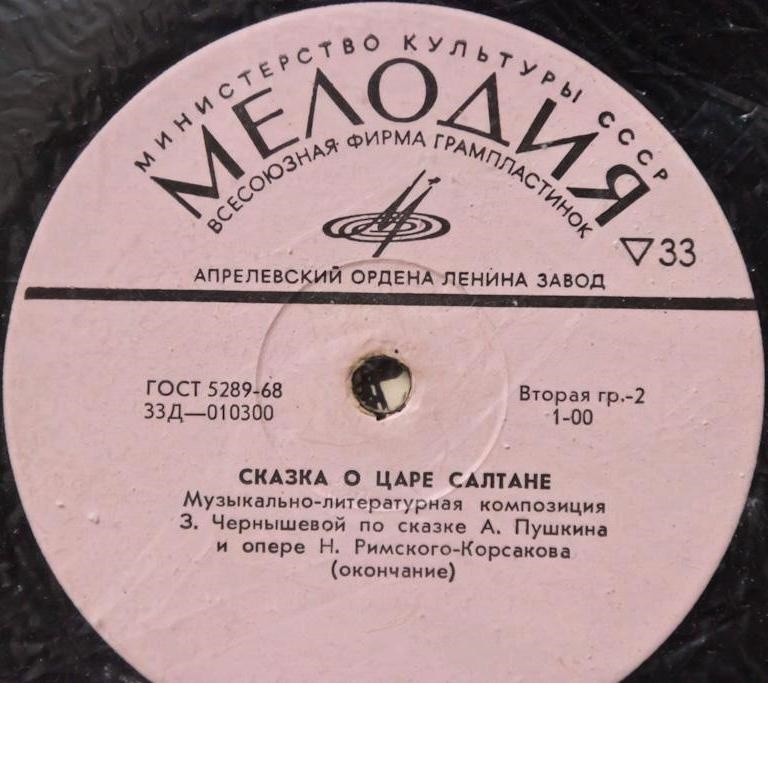 МИНИСТЕРСТВО КУЛЬТУРЫ СССР
МЕЛОДИЯ
ВСЕСОЮЗНАЯ ФИРМА ГРАМПЛАСТИНОК
▽33
АПРЕЛЕВСКИЙ ОРДЕНА ЛЕНИНА ЗАВОД
ГОСТ 5289-68
33Д—010300
Вторая гр.-2
1-00
СКАЗКА О ЦАРЕ САЛТАНЕ
Музыкально-литературная композиция
З. Чернышевой по сказке А. Пушкина
и опере Н. Римского-Корсакова
(окончание)